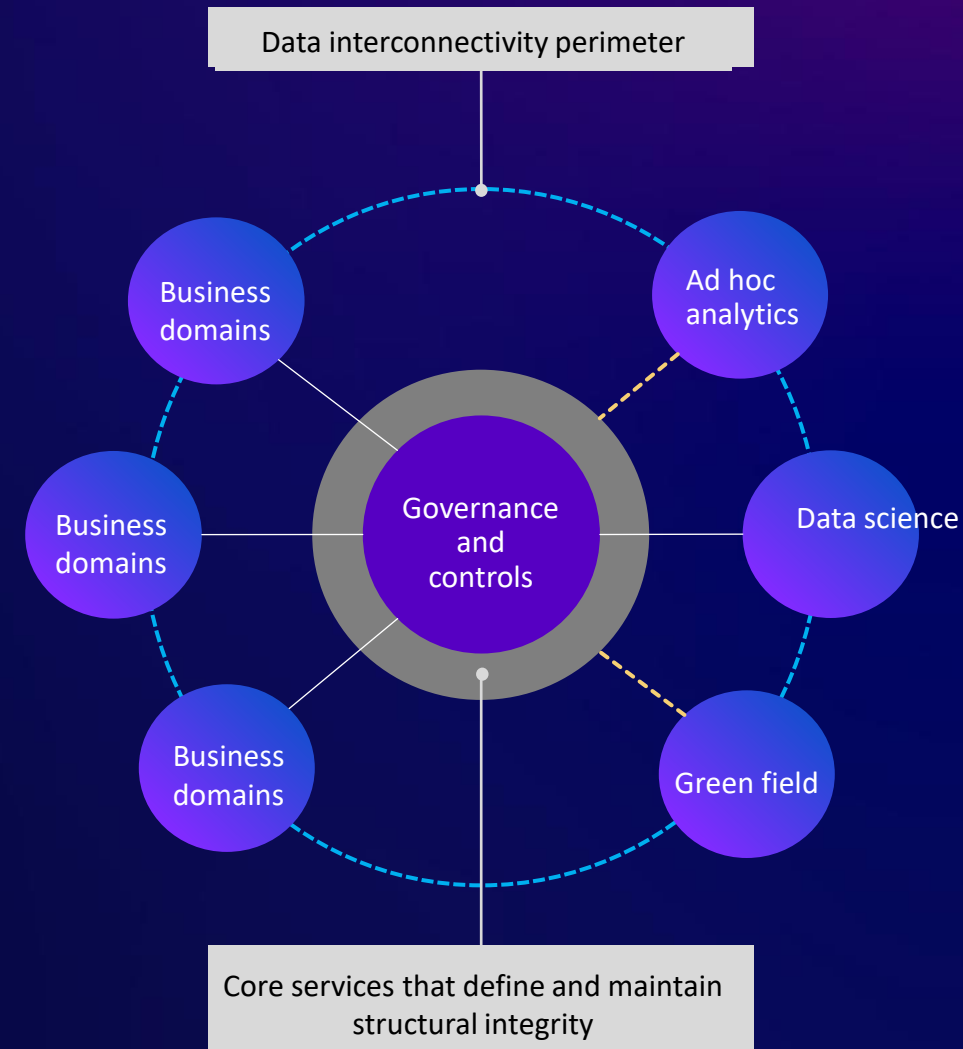 Data interconnectivity perimeter
Business
domains
Ad hoc
analytics
Business
domains
Governance
and
controls
Data science
Business
domains
Green field
Core services that define and maintain
structural integrity